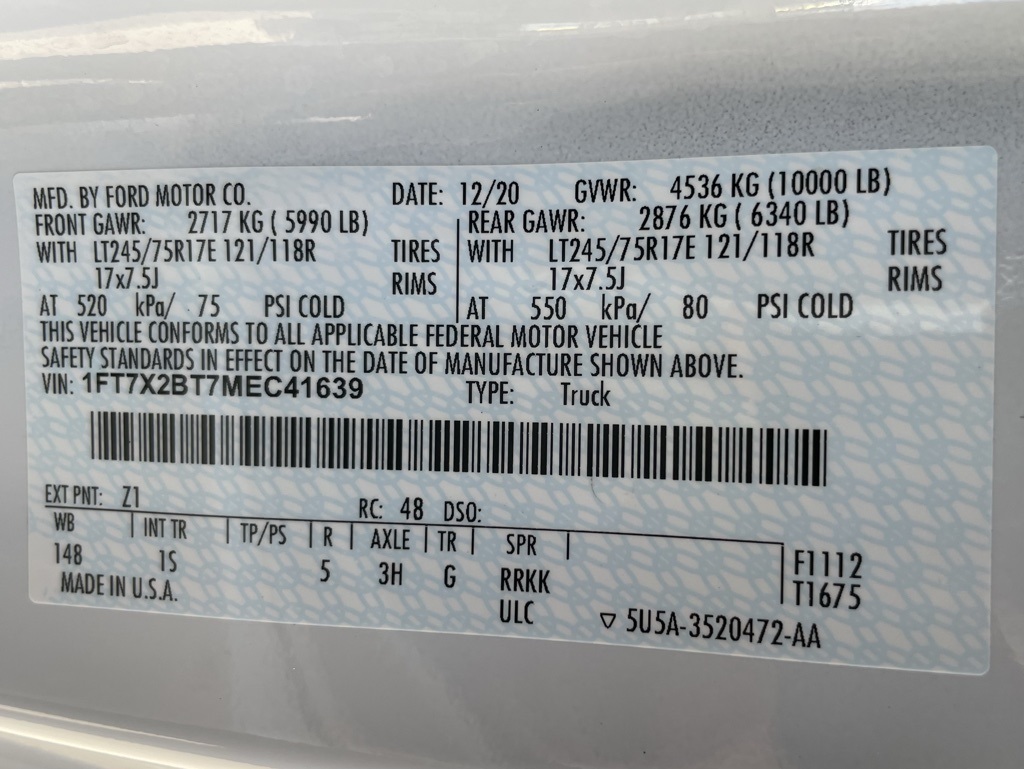 MFD. BY FORD MOTOR CO. DATE: 12/20 GVWR: 4536 KG (10000 LB)
FRONT GAWR: 2717 KG ( 5990 LB) REAR GAWR: 2876 KG ( 6340 LB)
WITH LT245/75R17E 121/118R TIRES WITH LT245/75R17E 121/118R TIRES
17x7.5J RIMS 17x7.5J RIMS
AT 520 kPa/ 75 PSI COLD AT 550 kPa/ 80 PSI COLD
THIS VEHICLE CONFORMS TO ALL APPLICABLE FEDERAL MOTOR VEHICLE
SAFETY STANDARDS IN EFFECT ON THE DATE OF MANUFACTURE SHOWN ABOVE.
VIN: 1FT7X2BT7MEC41639 TYPE: Truck
EXT PNT: Z1 RC: 48 DSO:
WB INT TR TP/PS R AXLE TR SPR
148 1S 5 3H G RRKK F1112
MADE IN U.S.A. ULC T1675
5U5A-3520472-AA